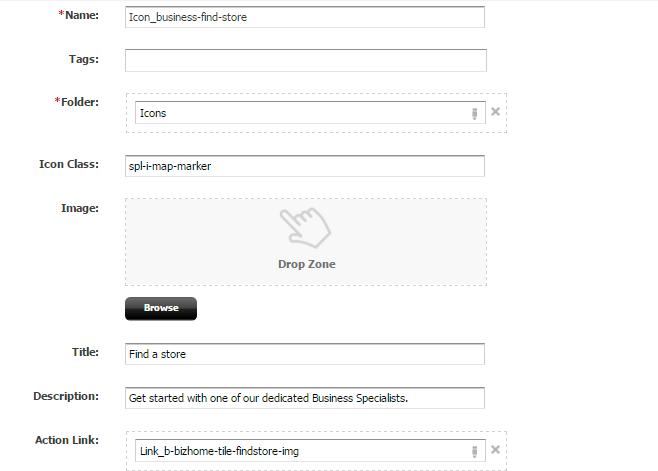 *Name: Icon_business-find-store
Tags:
*Folder: Icons
Icon Class: spl-i-map-marker
Image:
Drop Zone
Browse
Title: Find a store
Description: Get started with one of our dedicated Business Specialists.
Action Link: Link_b-bizhome-tile-findstore-img